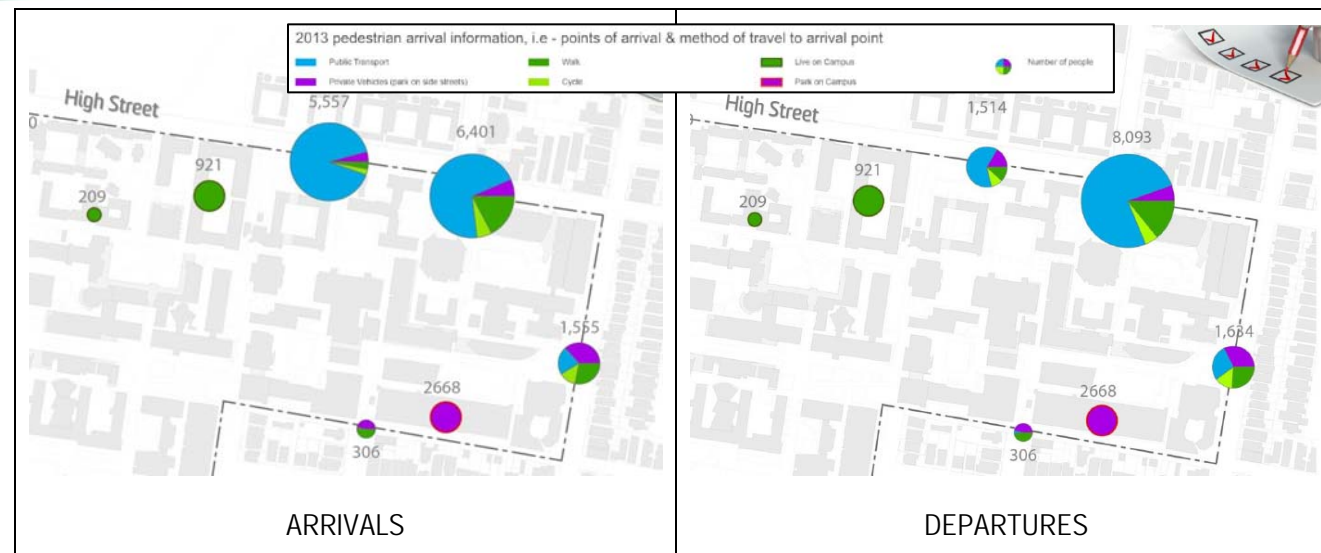 2013 pedestrian arrival information, i.e - points of arrival & method of travel to arrival point
Public Transport
Walk
Live on Campus
Number of people
Private Vehicles (park on side streets)
Cycle
Park on Campus
High Street
5,557
6,401
921
209
1,555
2668
306
ARRIVALS
High Street
1,514
8,093
921
209
1,634
2668
306
DEPARTURES